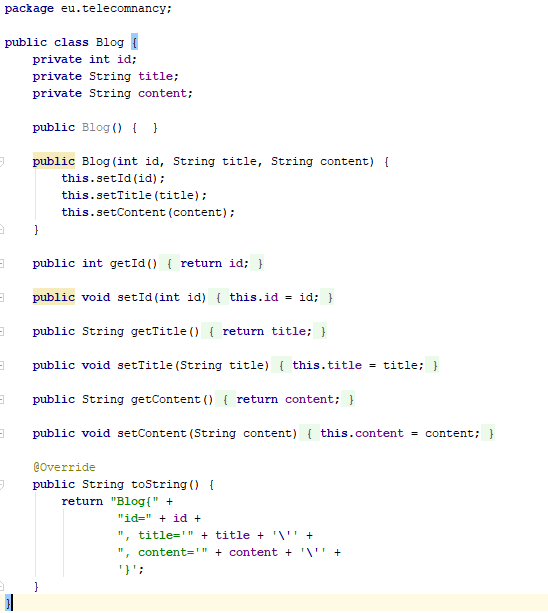 package eu.telecomnancy;
public class Blog {
private int id;
private String title;
private String content;
public Blog() { }
public Blog(int id, String title, String content) {
this.setId(id);
this.setTitle(title);
this.setContent(content);
}
public int getId() { return id; }
public void setId(int id) { this.id = id; }
public String getTitle() { return title; }
public void setTitle(String title) { this.title = title; }
public String getContent() { return content; }
public void setContent(String content) { this.content = content; }
@Override
public String toString() {
return "Blog{" +
"id=" + id +
", title='" + title + '\'' +
", content='" + content + '\'' +
'}';
}
}